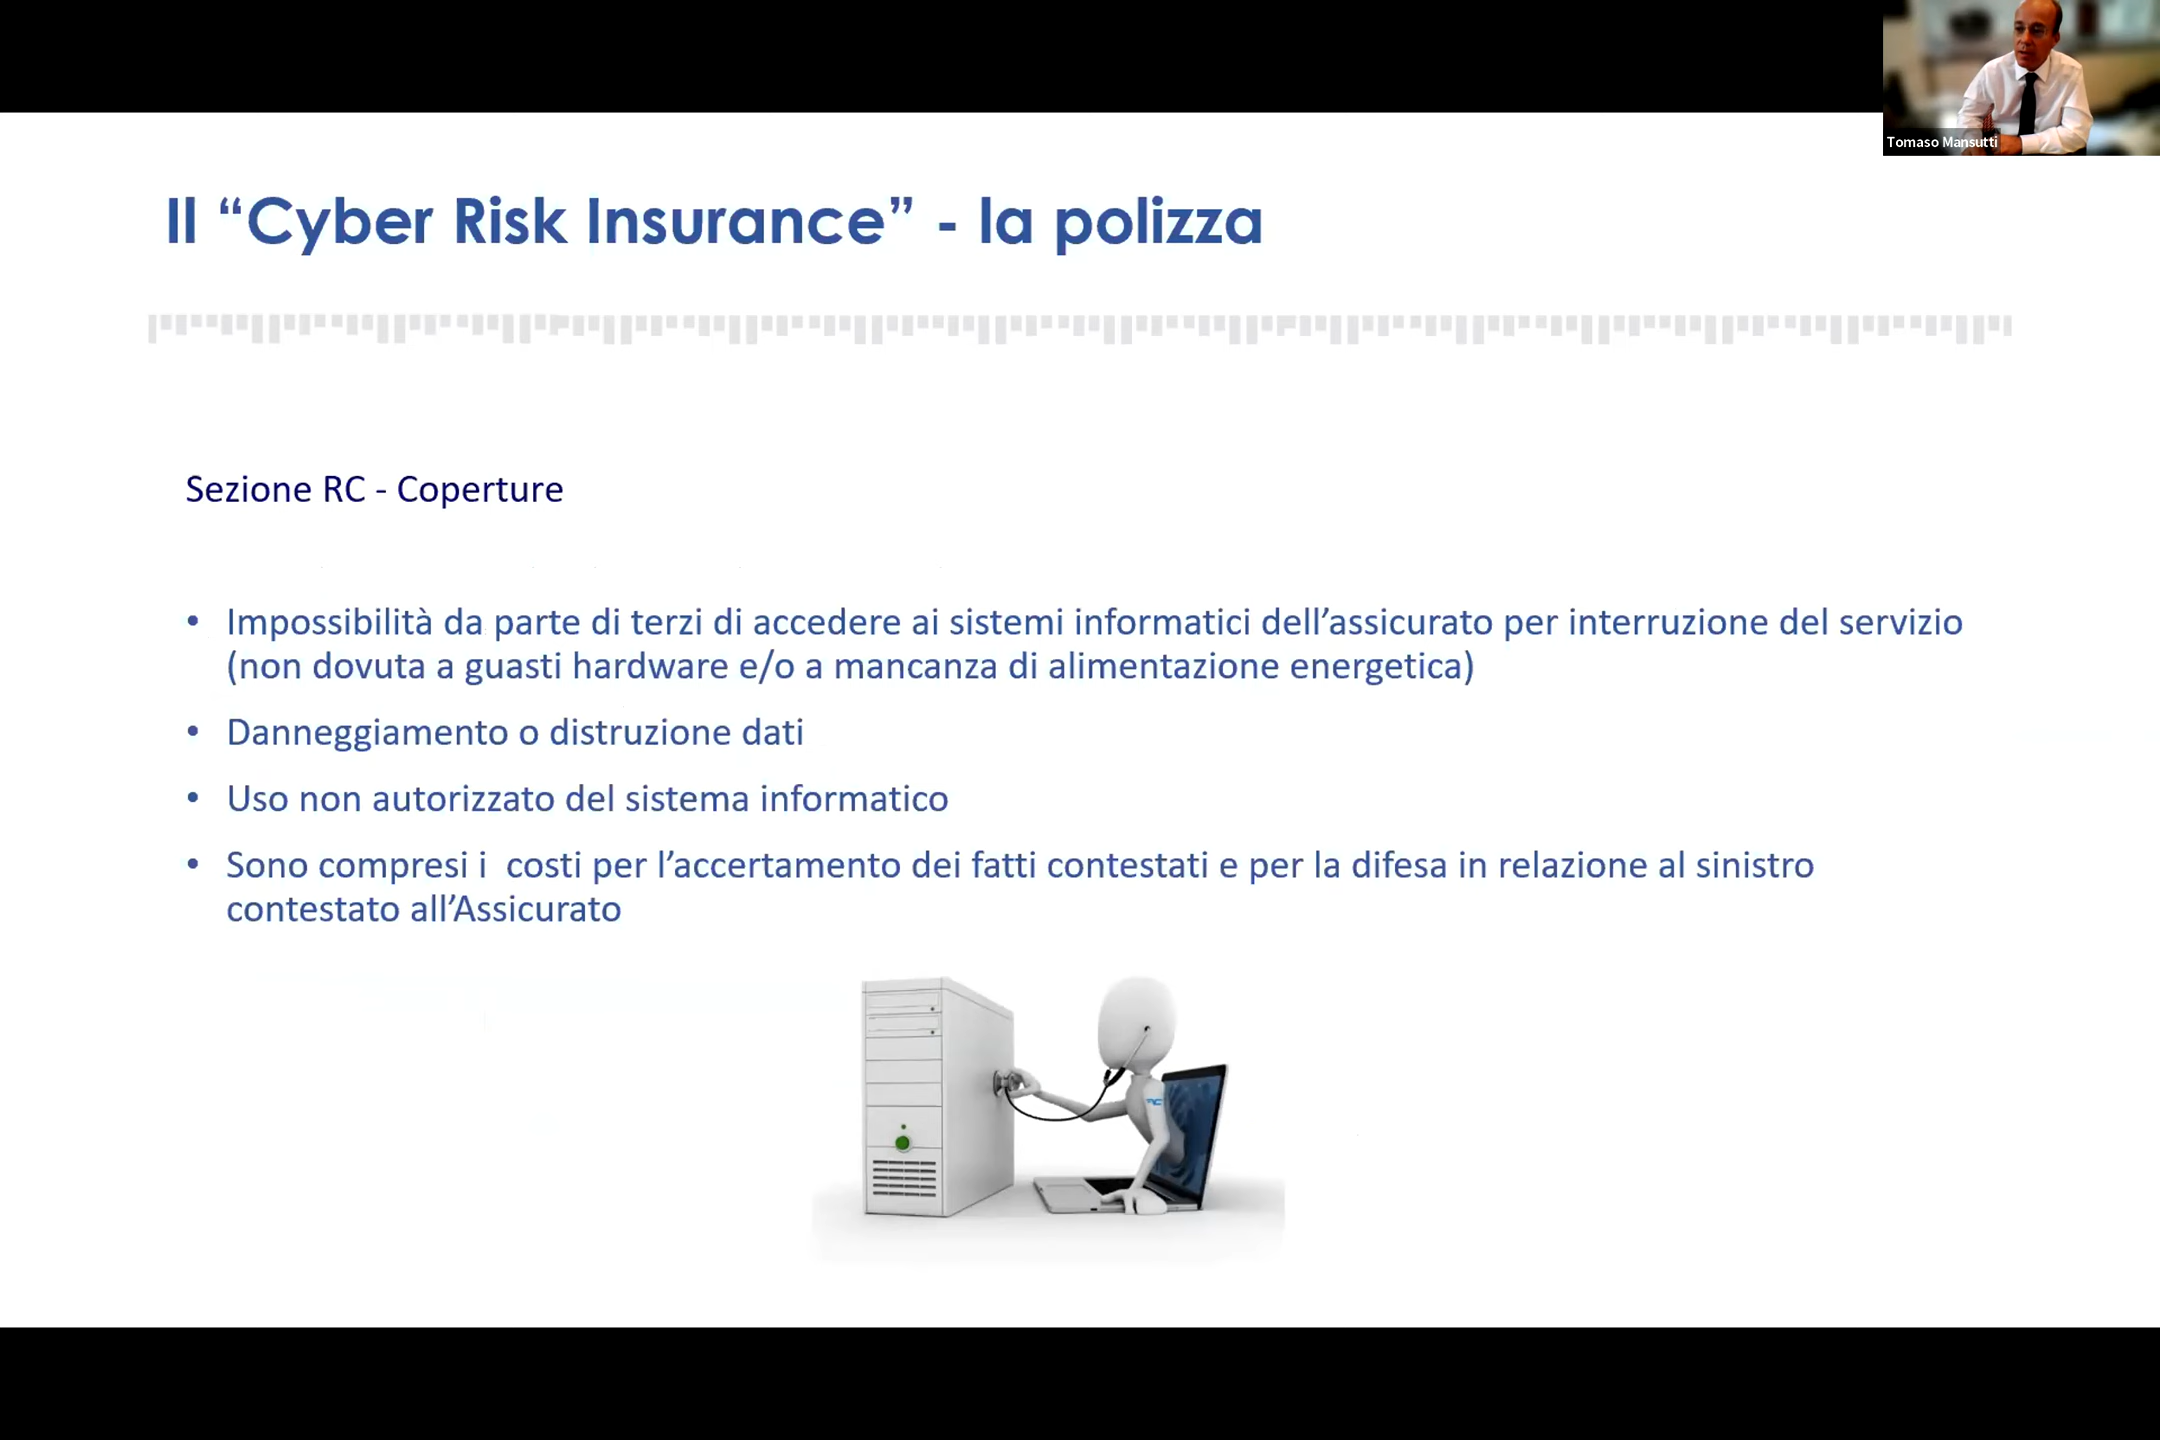 Tomaso Mansutti
Il “Cyber Risk Insurance” - la polizza
Sezione RC - Coperture
• Impossibilità da parte di terzi di accedere ai sistemi informatici dell’assicurato per interruzione del servizio
(non dovuta a guasti hardware e/o a mancanza di alimentazione energetica)
• Danneggiamento o distruzione dati
• Uso non autorizzato del sistema informatico
• Sono compresi i  costi per l’accertamento dei fatti contestati e per la difesa in relazione al sinistro
contestato all’Assicurato